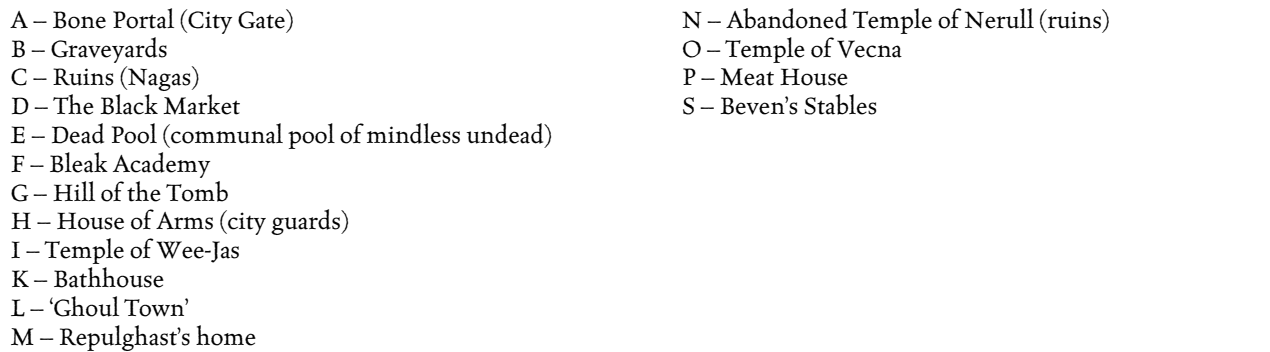 A – Bone Portal (City Gate)
B – Graveyards
C – Ruins (Nagas)
D – The Black Market
E – Dead Pool (communal pool of mindless undead)
F – Bleak Academy
G – Hill of the Tomb
H – House of Arms (city guards)
I – Temple of Wee-Jas
K – Bathhouse
L – ‘Ghoul Town’
M – Repulghast’s home
N – Abandoned Temple of Nerull (ruins)
O – Temple of Vecna
P – Meat House
S – Beven’s Stables